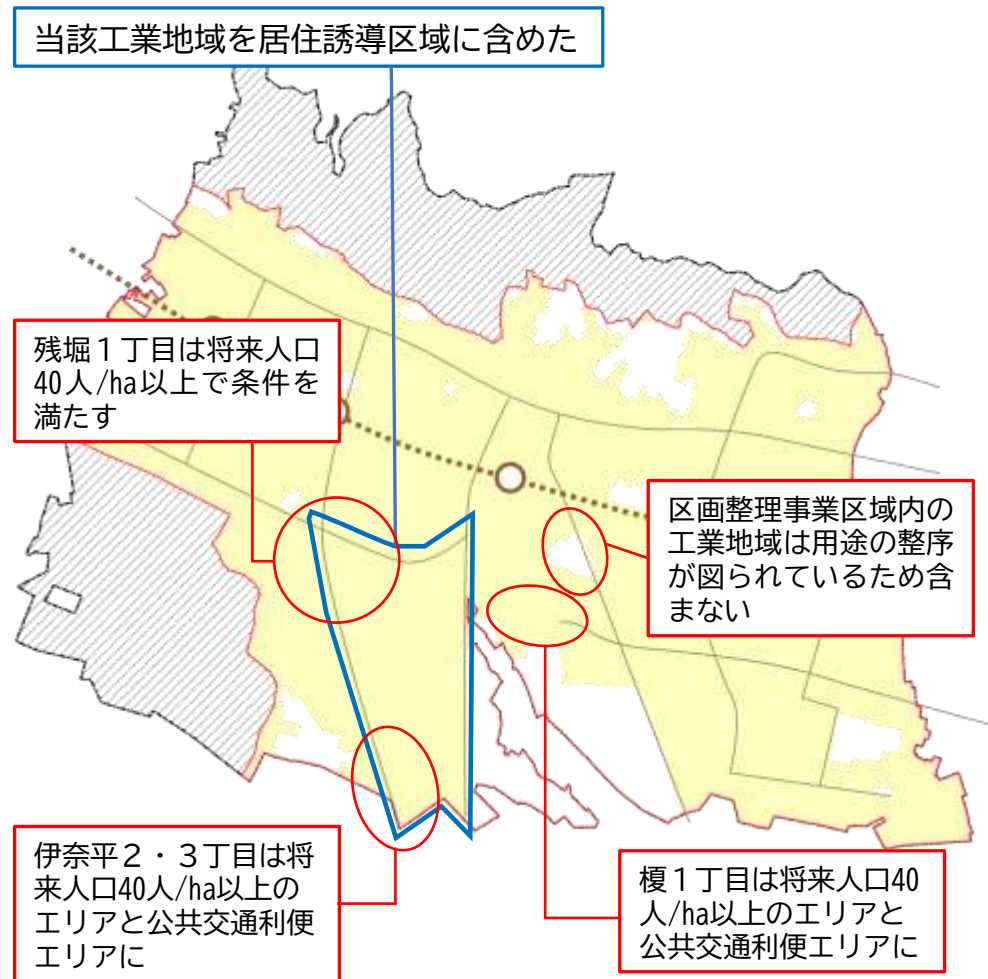 当該工業地域を居住誘導区域に含めた
残堀１丁目は将来人口
40人/ha以上で条件を
満たす
区画整理事業区域内の
工業地域は用途の整序
が図られているため含
まない
伊奈平２・３丁目は将
来人口40人/ha以上の
エリアと公共交通利便
エリアに
榎１丁目は将来人口40
人/ha以上のエリアと
公共交通利便エリアに